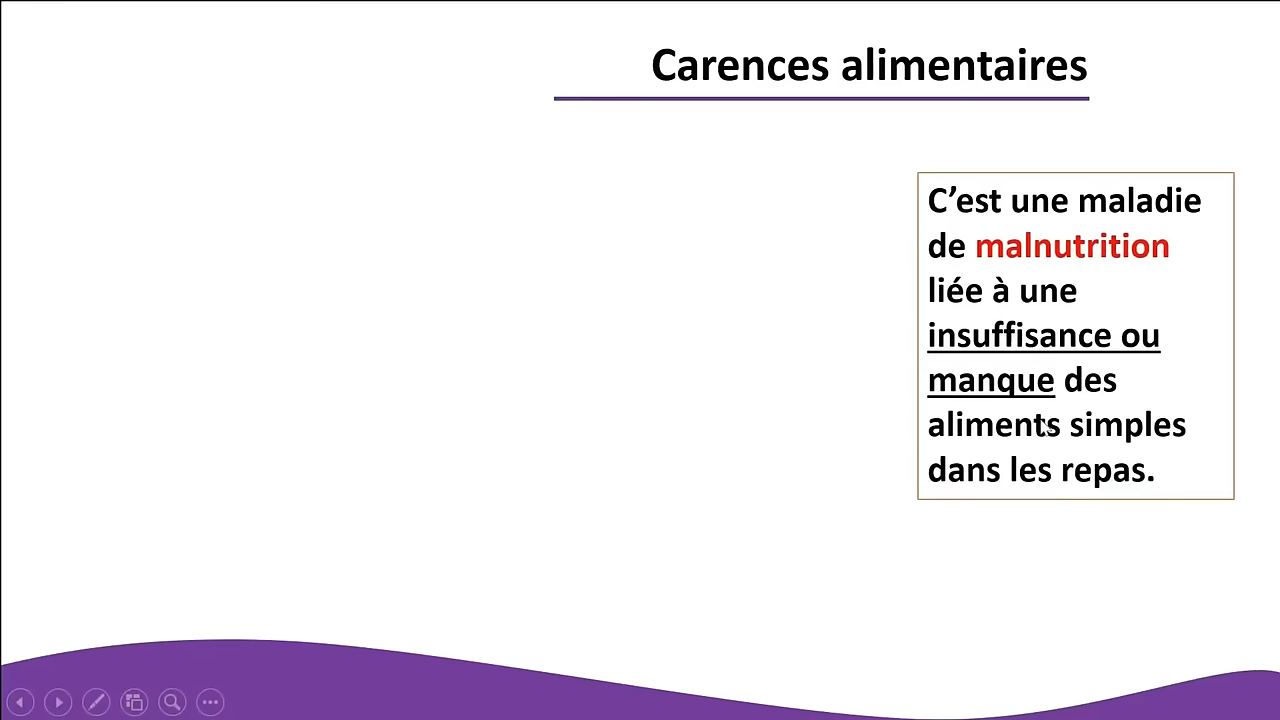 Carences alimentaires
C’est une maladie
de malnutrition
liée à une
insuffisance ou
manque des
aliments simples
dans les repas.